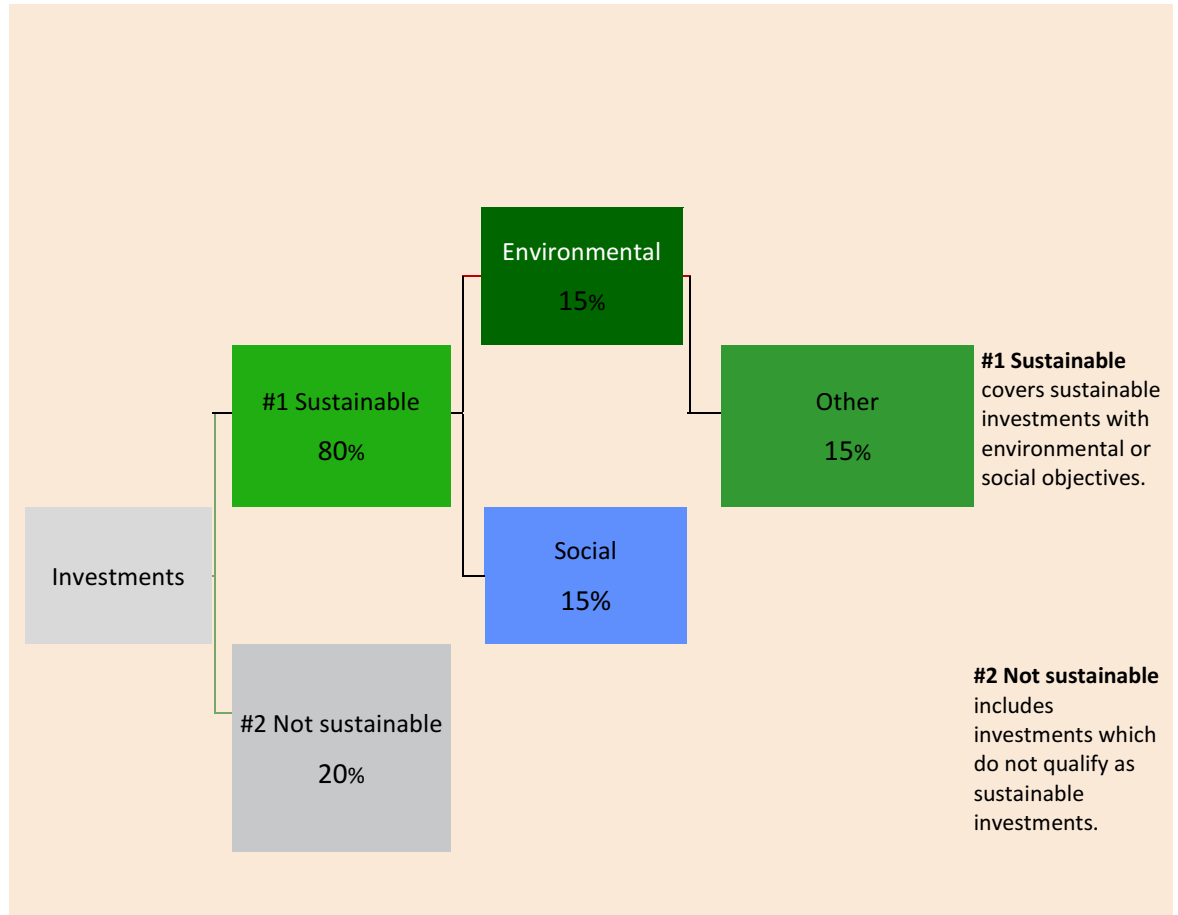 Environmental
15%
#1 Sustainable
80%
Other
15%
#1 Sustainable
covers sustainable
investments with
environmental or
social objectives.
Investments
Social
15%
#2 Not sustainable
20%
#2 Not sustainable
includes
investments which
do not qualify as
sustainable
investments.